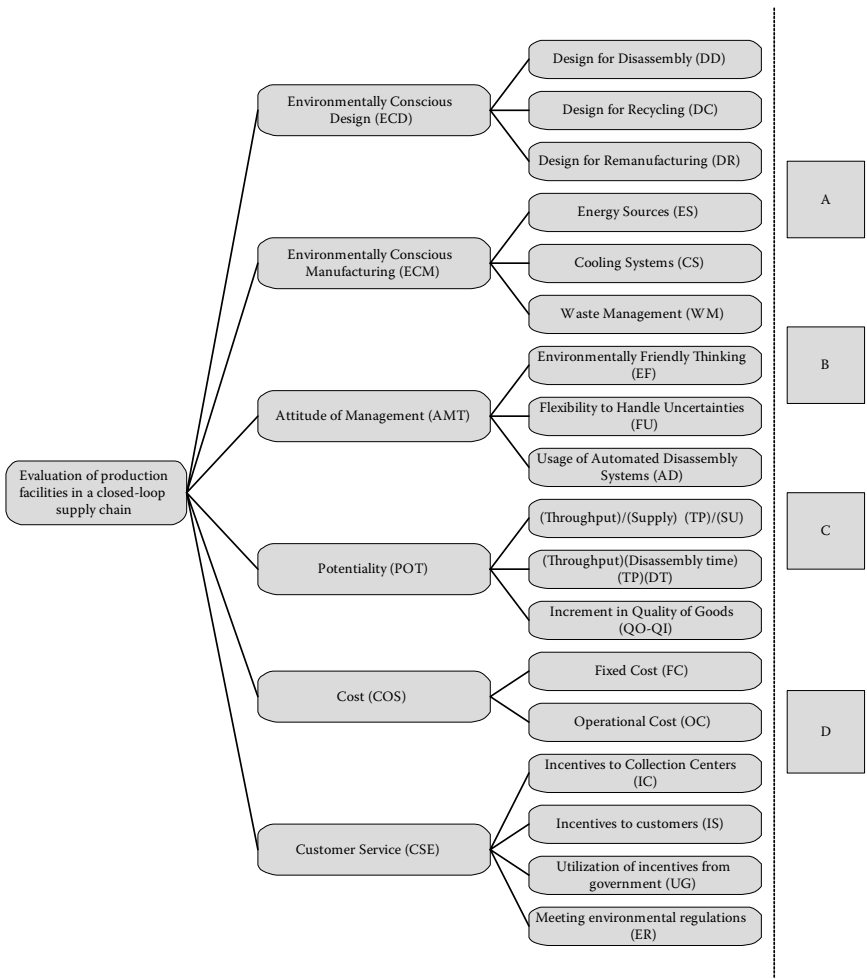 Evaluation of production
facilities in a closed-loop
supply chain
Environmentally Conscious
Design (ECD)
Design for Disassembly (DD)
Design for Recycling (DC)
Design for Remanufacturing (DR)
Environmentally Conscious
Manufacturing (ECM)
Energy Sources (ES)
Cooling Systems (CS)
Waste Management (WM)
Attitude of Management (AMT)
Environmentally Friendly Thinking
(EF)
Flexibility to Handle Uncertainties
(FU)
Usage of Automated Disassembly
Systems (AD)
Potentiality (POT)
(Throughput)/(Supply) (TP)/(SU)
(Throughput)(Disassembly time)
(TP)(DT)
Increment in Quality of Goods
(QO-QI)
Cost (COS)
Fixed Cost (FC)
Operational Cost (OC)
Customer Service (CSE)
Incentives to Collection Centers
(IC)
Incentives to customers (IS)
Utilization of incentives from
government (UG)
Meeting environmental regulations
(ER)
A
B
C
D